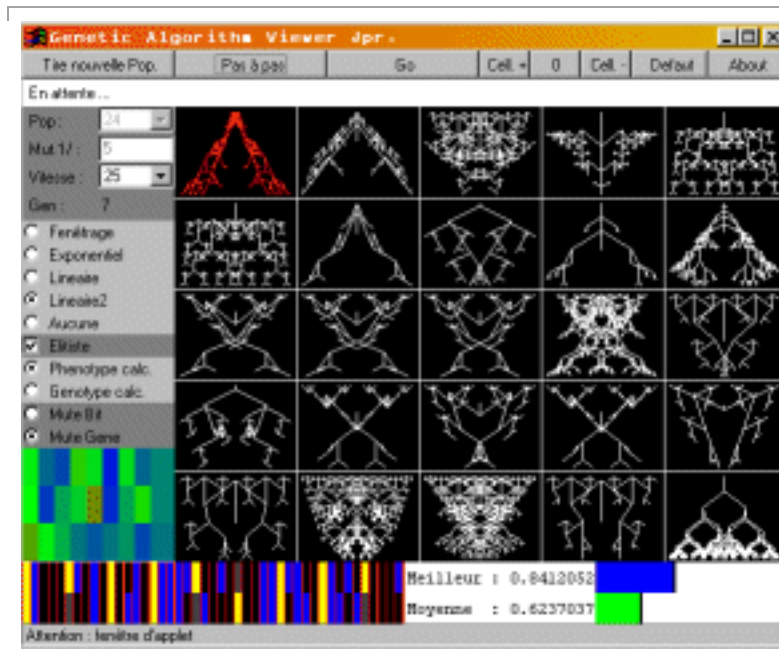 Genetic Algorithm Viewer Jpr.
Tire nouvelle Pop. Pas à pas Go Cell. + 0 Cell. - Defaut About
En attente...
Pop : 24
Mut 1/ : 5
Vitesse : 25
Gen : 7
Fenêtrage
Exponentiel
Lineaire
Lineaire2
Aucune
Elitiste
Phenotype calc.
Genotype calc.
Mute Bit
Mute Gene
Meilleur : 0.8412052
Moyenne : 0.6237037
Attention : fenêtre d'applet